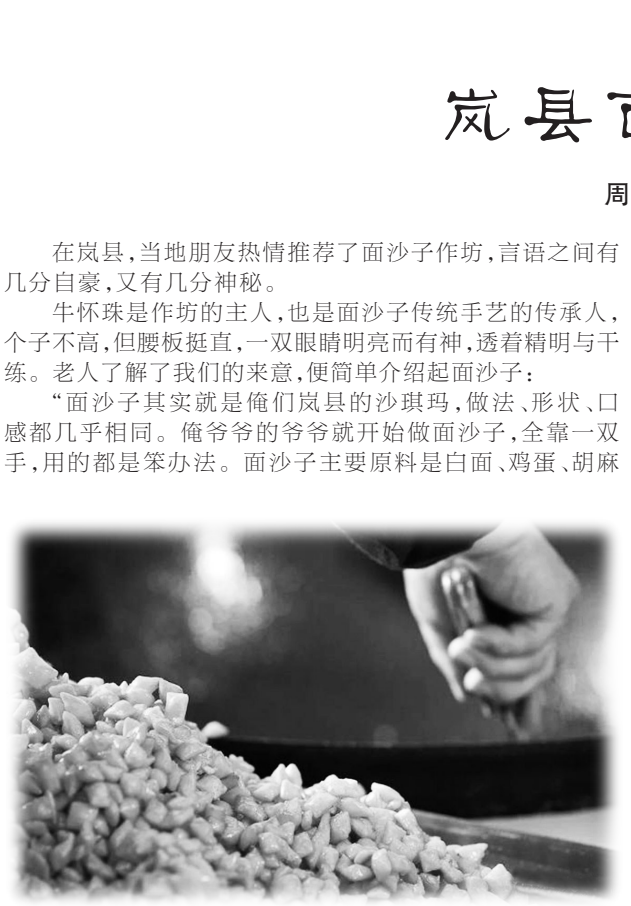 岚县
周
在岚县,当地朋友热情推荐了面沙子作坊,言语之间有
几分自豪,又有几分神秘。
牛怀珠是作坊的主人,也是面沙子传统手艺的传承人,
个子不高,但腰板挺直,一双眼睛明亮而有神,透着精明与干
练。老人了解了我们的来意,便简单介绍起面沙子:
“面沙子其实就是俺们岚县的沙琪玛,做法、形状、口
感都几乎相同。俺爷爷的爷爷就开始做面沙子,全靠一双
手,用的都是笨办法。面沙子主要原料是白面、鸡蛋、胡麻